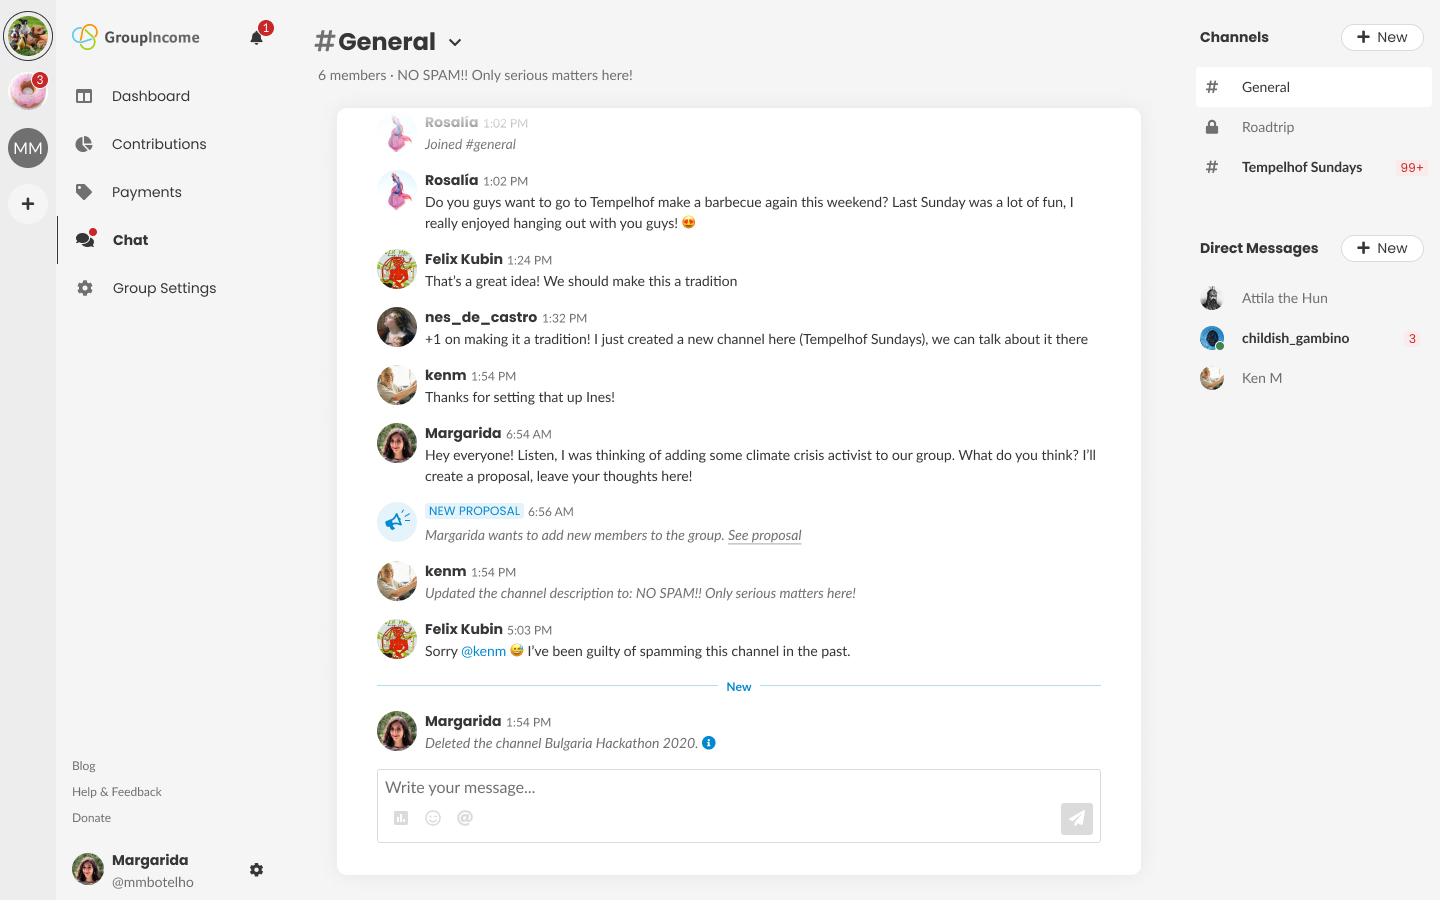 3
MM
GroupIncome
1
Dashboard
Contributions
Payments
Chat
Group Settings
Blog
Help & Feedback
Donate
Margarida
@mmbotelho
#General
6 members · NO SPAM!! Only serious matters here!
Rosalía 1:02 PM
Joined #general
Rosalía 1:02 PM
Do you guys want to go to Tempelhof make a barbecue again this weekend? Last Sunday was a lot of fun, I
really enjoyed hanging out with you guys! 😍
Felix Kubin 1:24 PM
That's a great idea! We should make this a tradition
nes_de_castro 1:32 PM
+1 on making it a tradition! I just created a new channel here (Tempelhof Sundays), we can talk about it there
kenm 1:54 PM
Thanks for setting that up Ines!
Margarida 6:54 AM
Hey everyone! Listen, I was thinking of adding some climate crisis activist to our group. What do you think? I'll
create a proposal, leave your thoughts here!
NEW PROPOSAL 6:56 AM
Margarida wants to add new members to the group. See proposal
kenm 1:54 PM
Updated the channel description to: NO SPAM!! Only serious matters here!
Felix Kubin 5:03 PM
Sorry @kenm 😅 I've been guilty of spamming this channel in the past.
New
Margarida 1:54 PM
Deleted the channel Bulgaria Hackathon 2020.
Write your message...
Channels
+ New
# General
Roadtrip
# Tempelhof Sundays 99+
Direct Messages
+ New
Attila the Hun
childish_gambino 3
Ken M